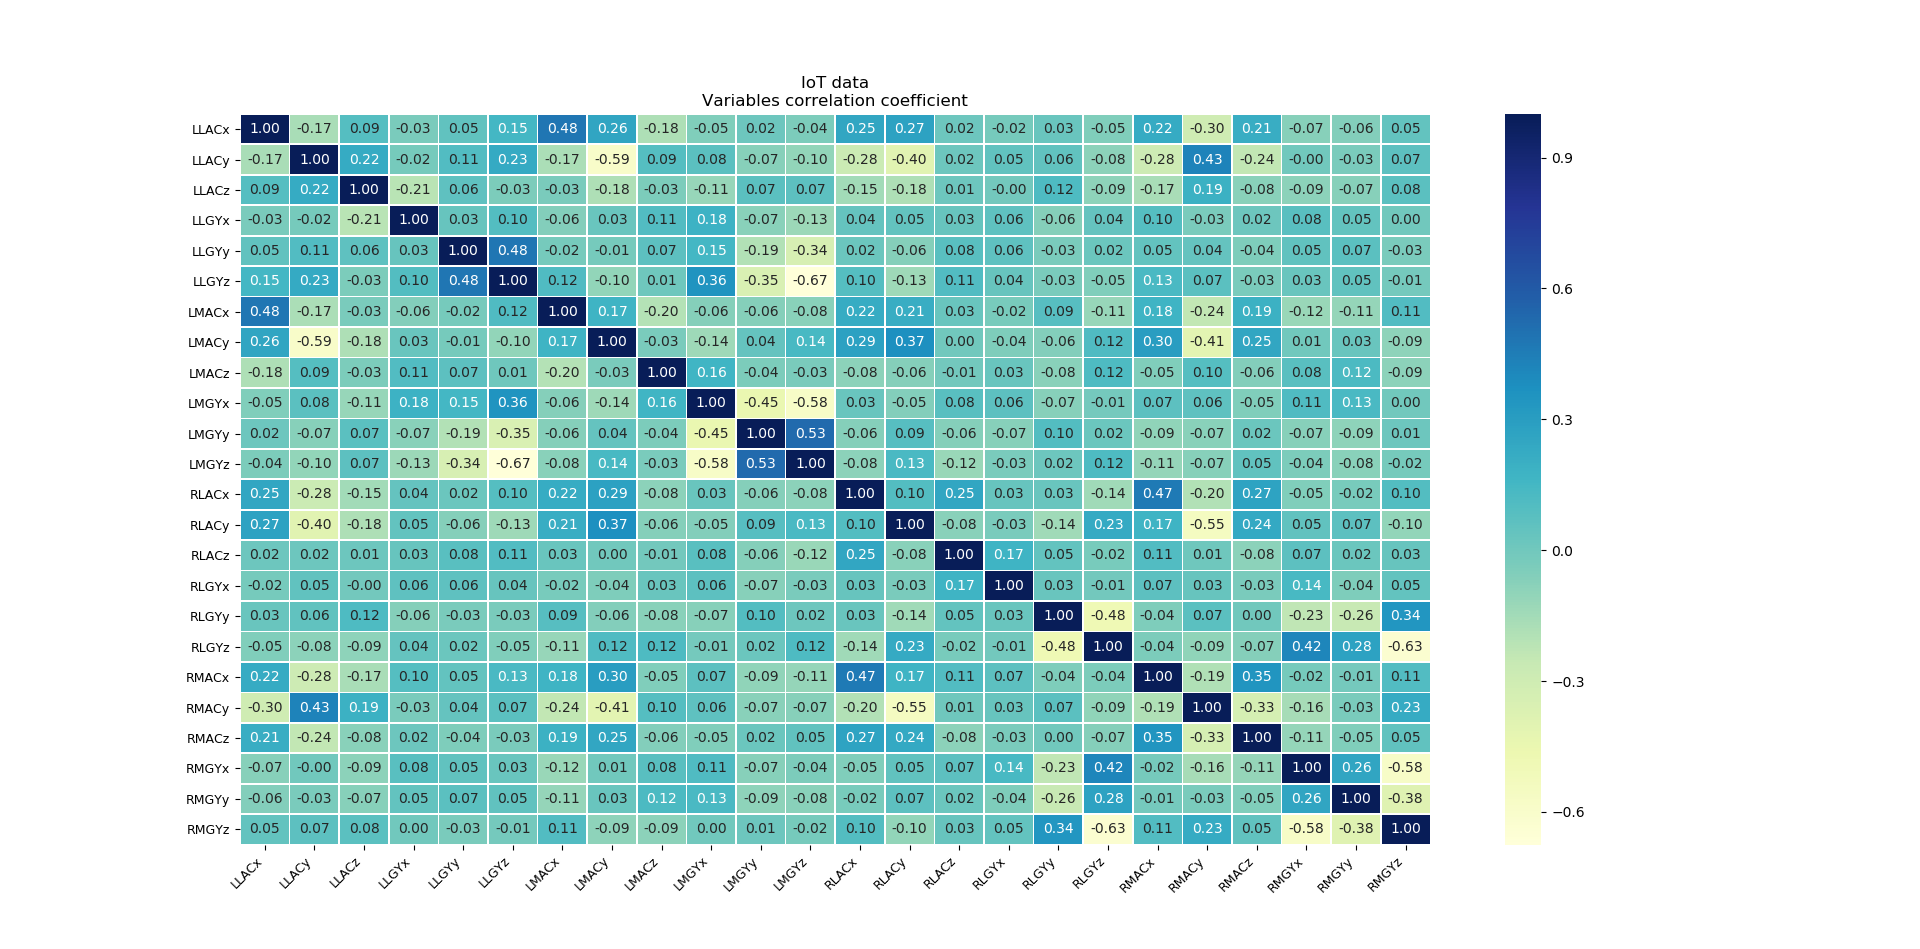 IoT data
Variables correlation coefficient
LLACx 1.00 -0.17 0.09 -0.03 0.05 0.15 0.48 0.26 -0.18 -0.05 0.02 -0.04 0.25 0.27 0.02 -0.02 0.03 -0.05 0.22 -0.30 0.21 -0.07 -0.06 0.05
LLACy -0.17 1.00 0.22 -0.02 0.11 0.23 -0.17 -0.59 0.09 0.08 -0.07 -0.10 -0.28 -0.40 0.02 0.05 0.06 -0.08 -0.28 0.43 -0.24 -0.00 -0.03 0.07
LLACz 0.09 0.22 1.00 -0.21 0.06 -0.03 -0.03 -0.18 -0.03 -0.11 0.07 0.07 -0.15 -0.18 0.01 -0.00 0.12 -0.09 -0.17 0.19 -0.08 -0.09 -0.07 0.08
LLGYx -0.03 -0.02 -0.21 1.00 0.03 0.10 -0.06 0.03 0.11 0.18 -0.07 -0.13 0.04 0.05 0.03 0.06 -0.06 0.04 0.10 -0.03 0.02 0.08 0.05 0.00
LLGYy 0.05 0.11 0.06 0.03 1.00 0.48 -0.02 -0.01 0.07 0.15 -0.19 -0.34 0.02 -0.06 0.08 0.06 -0.03 0.02 0.05 0.04 -0.04 0.05 0.07 -0.03
LLGYz 0.15 0.23 -0.03 0.10 0.48 1.00 0.12 -0.10 0.01 0.36 -0.35 -0.67 0.10 -0.13 0.11 0.04 -0.03 -0.05 0.13 0.07 -0.03 0.03 0.05 -0.01
LMACx 0.48 -0.17 -0.03 -0.06 -0.02 0.12 1.00 0.17 -0.20 -0.06 -0.06 -0.08 0.22 0.21 0.03 -0.02 0.09 -0.11 0.18 -0.24 0.19 -0.12 -0.11 0.11
LMACy 0.26 -0.59 -0.18 0.03 -0.01 -0.10 0.17 1.00 -0.03 -0.14 0.04 0.14 0.29 0.37 0.00 -0.04 -0.06 0.12 0.30 -0.41 0.25 0.01 0.03 -0.09
LMACz -0.18 0.09 -0.03 0.11 0.07 0.01 -0.20 -0.03 1.00 0.16 -0.04 -0.03 -0.08 -0.06 -0.01 0.03 -0.08 0.12 -0.05 0.10 -0.06 0.08 0.12 -0.09
LMGYx -0.05 0.08 -0.11 0.18 0.15 0.36 -0.06 -0.14 0.16 1.00 -0.45 -0.58 0.03 -0.05 0.08 0.06 -0.07 -0.01 0.07 0.06 -0.05 0.11 0.13 0.00
LMGYy 0.02 -0.07 0.07 -0.07 -0.19 -0.35 -0.06 0.04 -0.04 -0.45 1.00 0.53 -0.06 0.09 -0.06 -0.07 0.10 0.02 -0.09 -0.07 0.02 -0.07 -0.09 0.01
LMGYz -0.04 -0.10 0.07 -0.13 -0.34 -0.67 -0.08 0.14 -0.03 -0.58 0.53 1.00 -0.08 0.13 -0.12 -0.03 0.02 0.12 -0.11 -0.07 0.05 -0.04 -0.08 -0.02
RLACx 0.25 -0.28 -0.15 0.04 0.02 0.10 0.22 0.29 -0.08 0.03 -0.06 -0.08 1.00 0.10 0.25 0.03 0.03 -0.14 0.47 -0.20 0.27 -0.05 -0.02 0.10
RLACy 0.27 -0.40 -0.18 0.05 -0.06 -0.13 0.21 0.37 -0.06 -0.05 0.09 0.13 0.10 1.00 -0.08 -0.03 -0.14 0.23 0.17 -0.55 0.24 0.05 0.07 -0.10
RLACz 0.02 0.02 0.01 0.03 0.08 0.11 0.03 0.00 -0.01 0.08 -0.06 -0.12 0.25 -0.08 1.00 0.17 0.05 -0.02 0.11 0.01 -0.08 0.07 0.02 0.03
RLGYx -0.02 0.05 -0.00 0.06 0.06 0.04 -0.02 -0.04 0.03 0.06 -0.07 -0.03 0.03 -0.03 0.17 1.00 0.03 -0.01 0.07 0.03 -0.03 0.14 -0.04 0.05
RLGYy 0.03 0.06 0.12 -0.06 -0.03 -0.03 0.09 -0.06 -0.08 -0.07 0.10 0.02 0.03 -0.14 0.05 0.03 1.00 -0.48 -0.04 0.07 0.00 -0.23 -0.26 0.34
RLGYz -0.05 -0.08 -0.09 0.04 0.02 -0.05 -0.11 0.12 0.12 -0.01 0.02 0.12 -0.14 0.23 -0.02 -0.01 -0.48 1.00 -0.04 -0.09 -0.07 0.42 0.28 -0.63
RMACx 0.22 -0.28 -0.17 0.10 0.05 0.13 0.18 0.30 -0.05 0.07 -0.09 -0.11 0.47 0.17 0.11 0.07 -0.04 -0.04 1.00 -0.19 0.35 -0.02 -0.01 0.11
RMACy -0.30 0.43 0.19 -0.03 0.04 0.07 -0.24 -0.41 0.10 0.06 -0.07 -0.07 -0.20 -0.55 0.01 0.03 0.07 -0.09 -0.19 1.00 -0.33 -0.16 -0.03 0.23
RMACz 0.21 -0.24 -0.08 0.02 -0.04 -0.03 0.19 0.25 -0.06 -0.05 0.02 0.05 0.27 0.24 -0.08 -0.03 0.00 -0.07 0.35 -0.33 1.00 -0.11 -0.05 0.05
RMGYx -0.07 -0.00 -0.09 0.08 0.05 0.03 -0.12 0.01 0.08 0.11 -0.07 -0.04 -0.05 0.05 0.07 0.14 -0.23 0.42 -0.02 -0.16 -0.11 1.00 0.26 -0.58
RMGYy -0.06 -0.03 -0.07 0.05 0.07 0.05 -0.11 0.03 0.12 0.13 -0.09 -0.08 -0.02 0.07 0.02 -0.04 -0.26 0.28 -0.01 -0.03 -0.05 0.26 1.00 -0.38
RMGYz 0.05 0.07 0.08 0.00 -0.03 -0.01 0.11 -0.09 -0.09 0.00 0.01 -0.02 0.10 -0.10 0.03 0.05 0.34 -0.63 0.11 0.23 0.05 -0.58 -0.38 1.00
LLACx LLACy LLACz LLGYx LLGYy LLGYz LMACx LMACy LMACz LMGYx LMGYy LMGYz RLACx RLACy RLACz RLGYx RLGYy RLGYz RMACx RMACy RMACz RMGYx RMGYy RMGYz
0.9
0.6
0.3
0.0
−0.3
−0.6